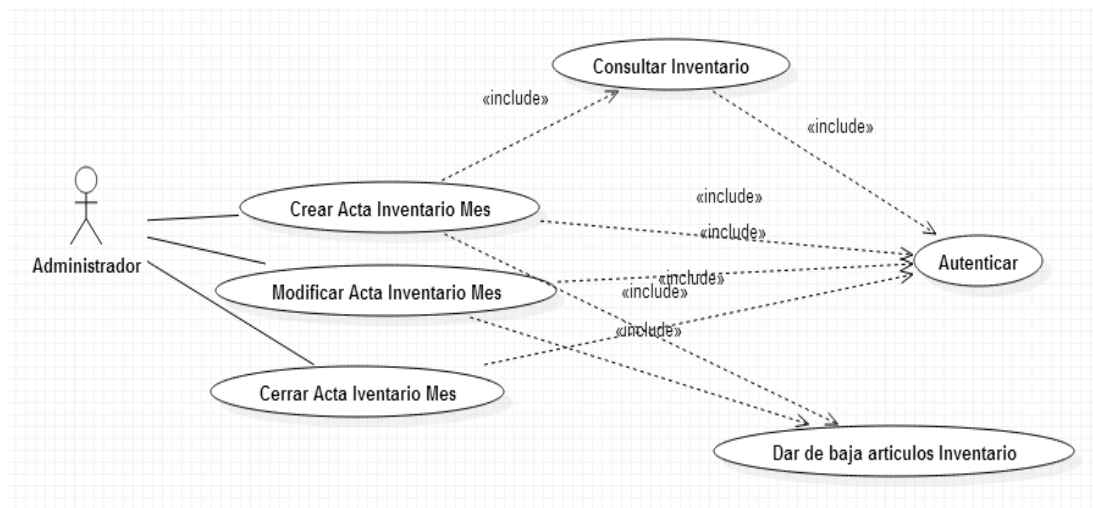 Consultar Inventario
«include»
«include»
Crear Acta Inventario Mes
«include»
«include»
Administrador
Autenticar
Modificar Acta Inventario Mes
«include»
«include»
«include»
Cerrar Acta Iventario Mes
Dar de baja articulos Inventario